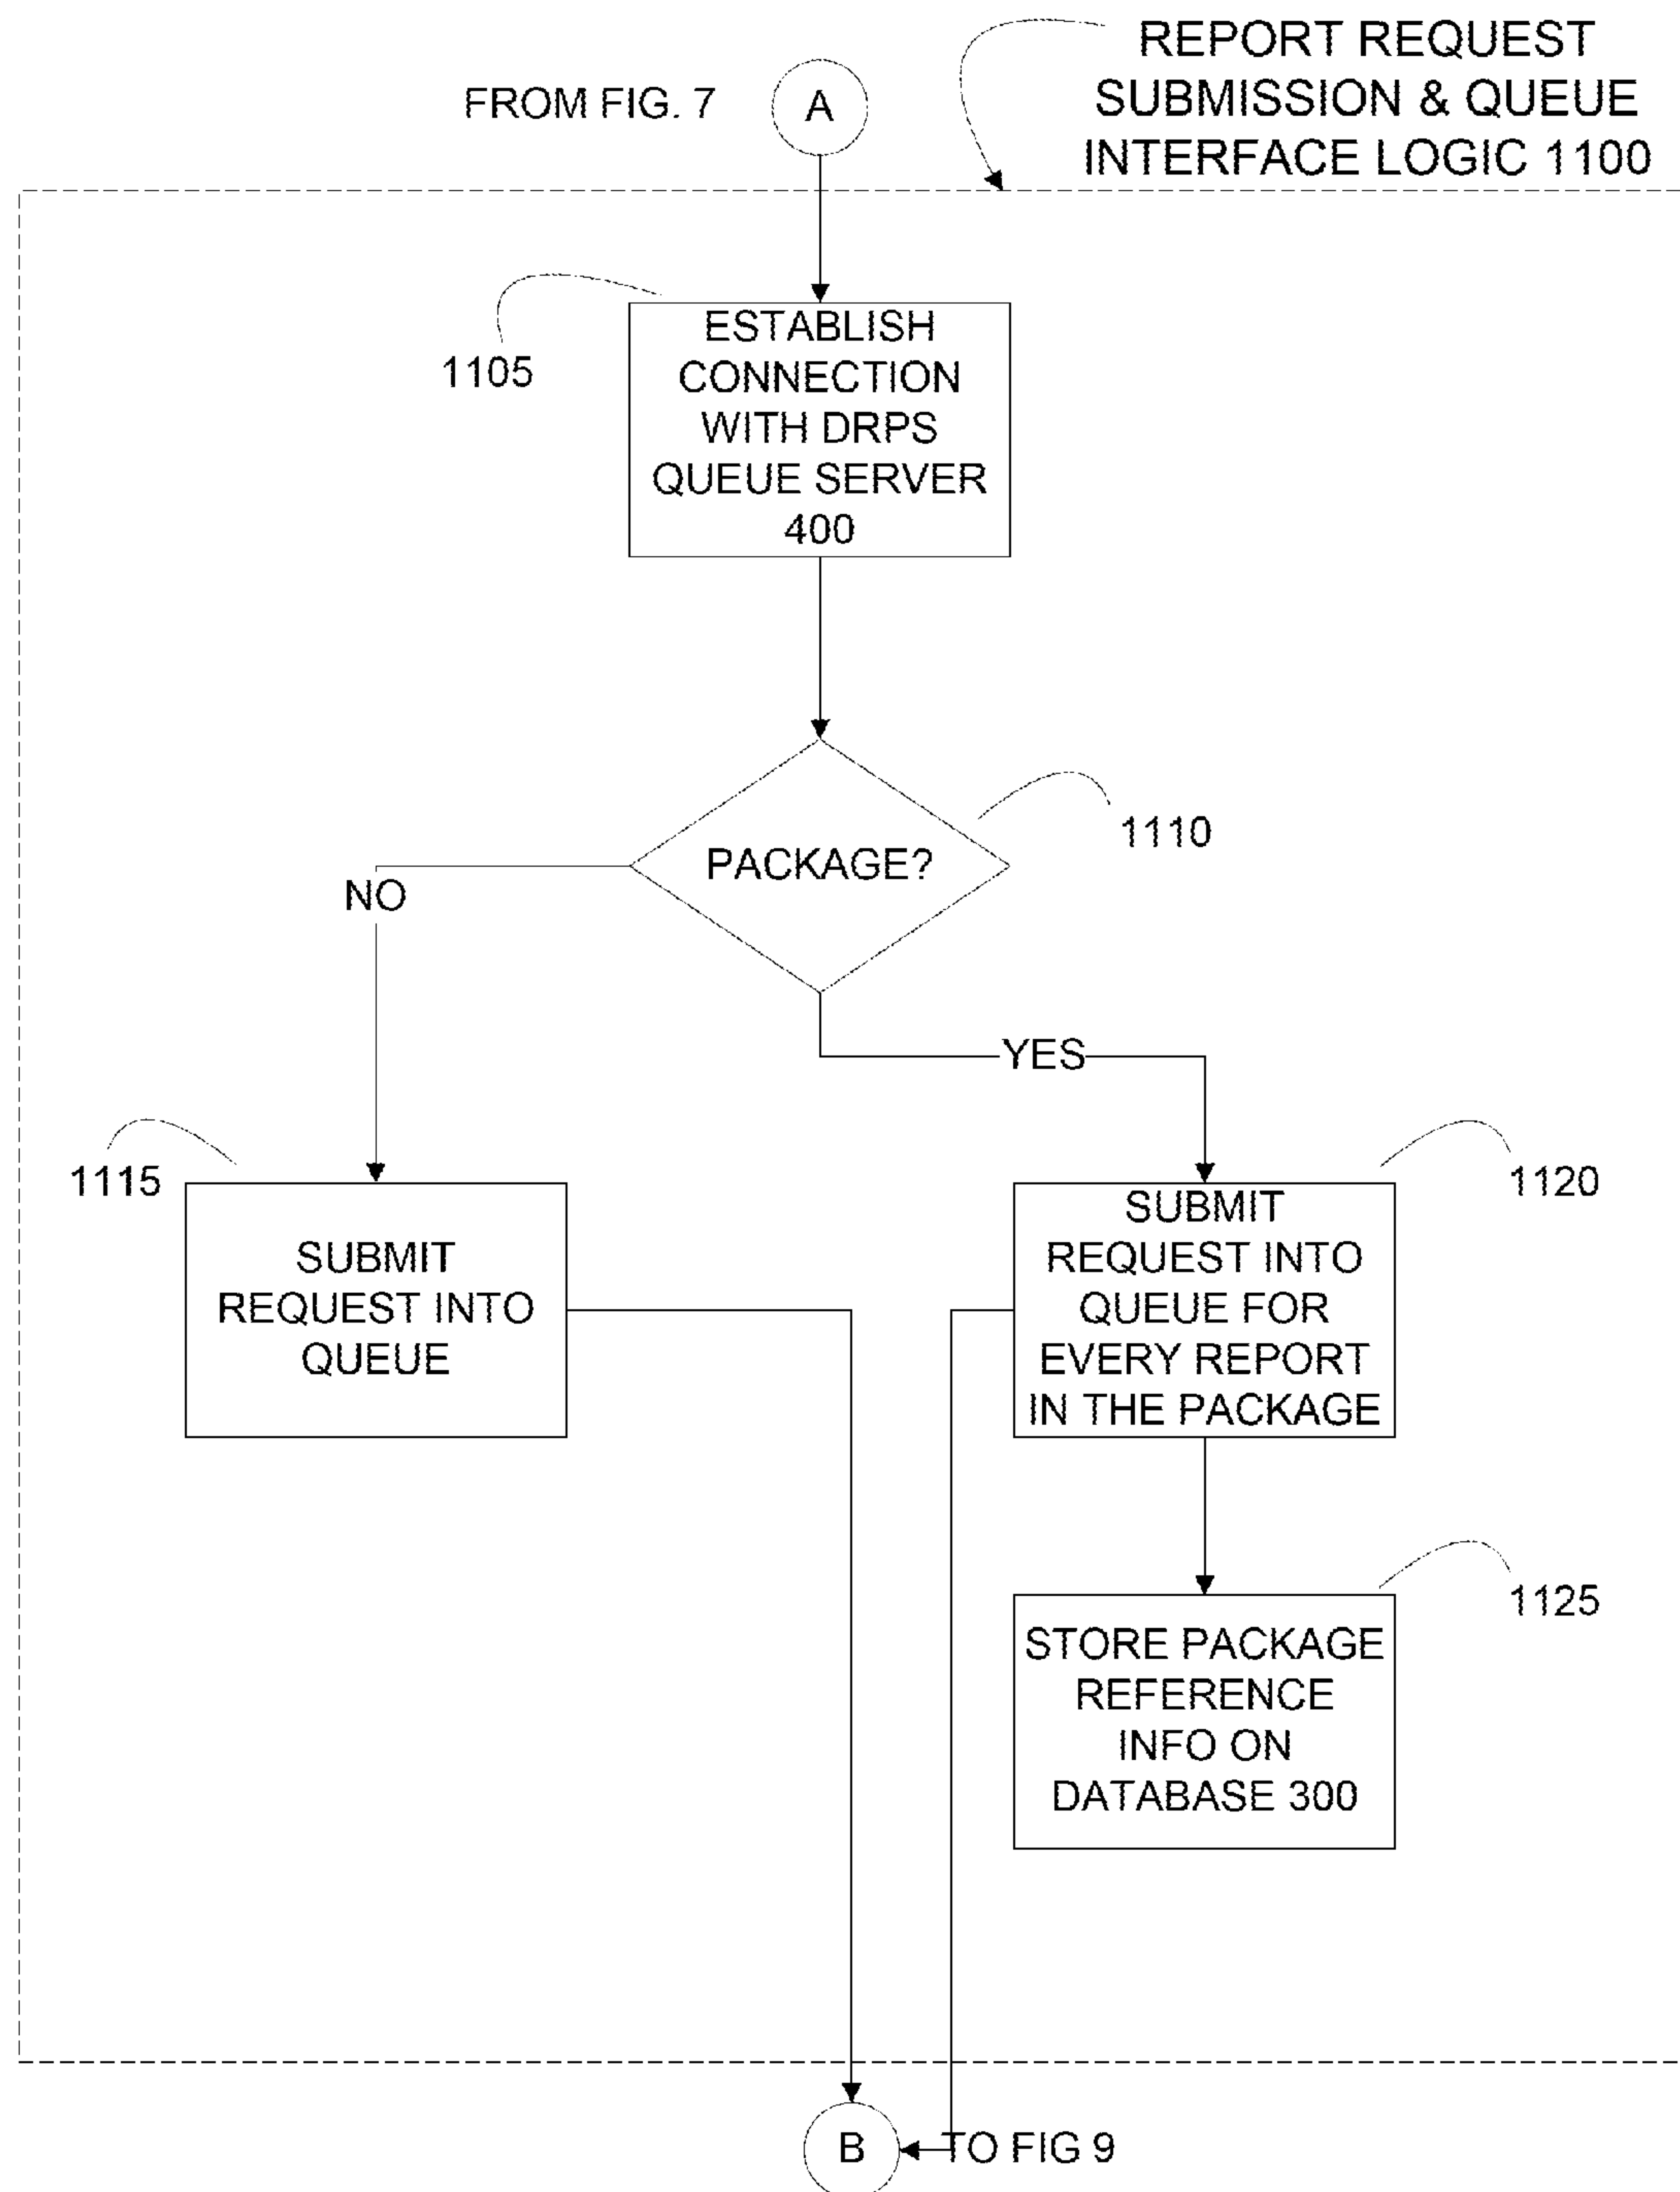 REPORT REQUEST
SUBMISSION & QUEUE
INTERFACE LOGIC 1100
FROM FIG. 7
A
1105
ESTABLISH
CONNECTION
WITH DRPS
QUEUE SERVER
400
1110
PACKAGE?
NO
YES
1115
SUBMIT
REQUEST INTO
QUEUE
1120
SUBMIT
REQUEST INTO
QUEUE FOR
EVERY REPORT
IN THE PACKAGE
1125
STORE PACKAGE
REFERENCE
INFO ON
DATABASE 300
B
TO FIG 9